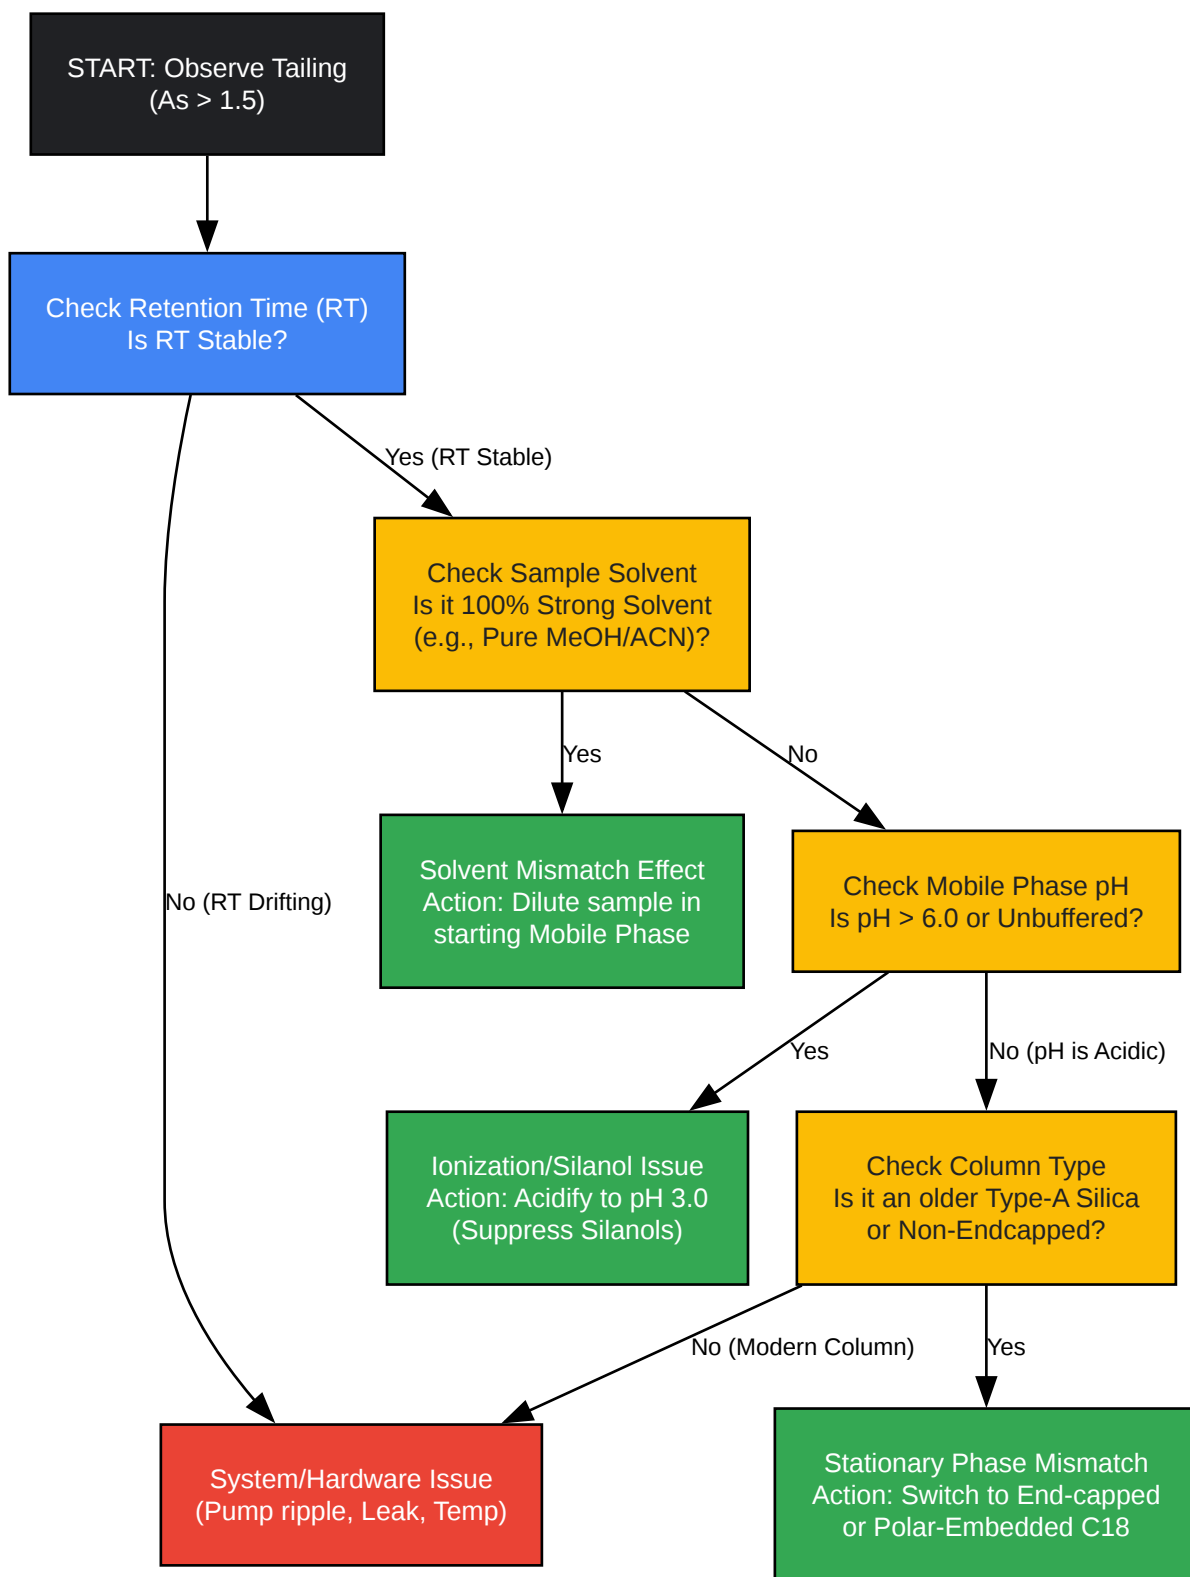 START: Observe Tailing
(As > 1.5)
Check Retention Time (RT)
Is RT Stable?
Yes (RT Stable)
Check Sample Solvent
Is it 100% Strong Solvent
(e.g., Pure MeOH/ACN)?
Yes
No
Solvent Mismatch Effect
Action: Dilute sample in
starting Mobile Phase
No (RT Drifting)
Check Mobile Phase pH
Is pH > 6.0 or Unbuffered?
Yes
No (pH is Acidic)
Ionization/Silanol Issue
Action: Acidify to pH 3.0
(Suppress Silanols)
Check Column Type
Is it an older Type-A Silica
or Non-Endcapped?
No (Modern Column)
Yes
System/Hardware Issue
(Pump ripple, Leak, Temp)
Stationary Phase Mismatch
Action: Switch to End-capped
or Polar-Embedded C18